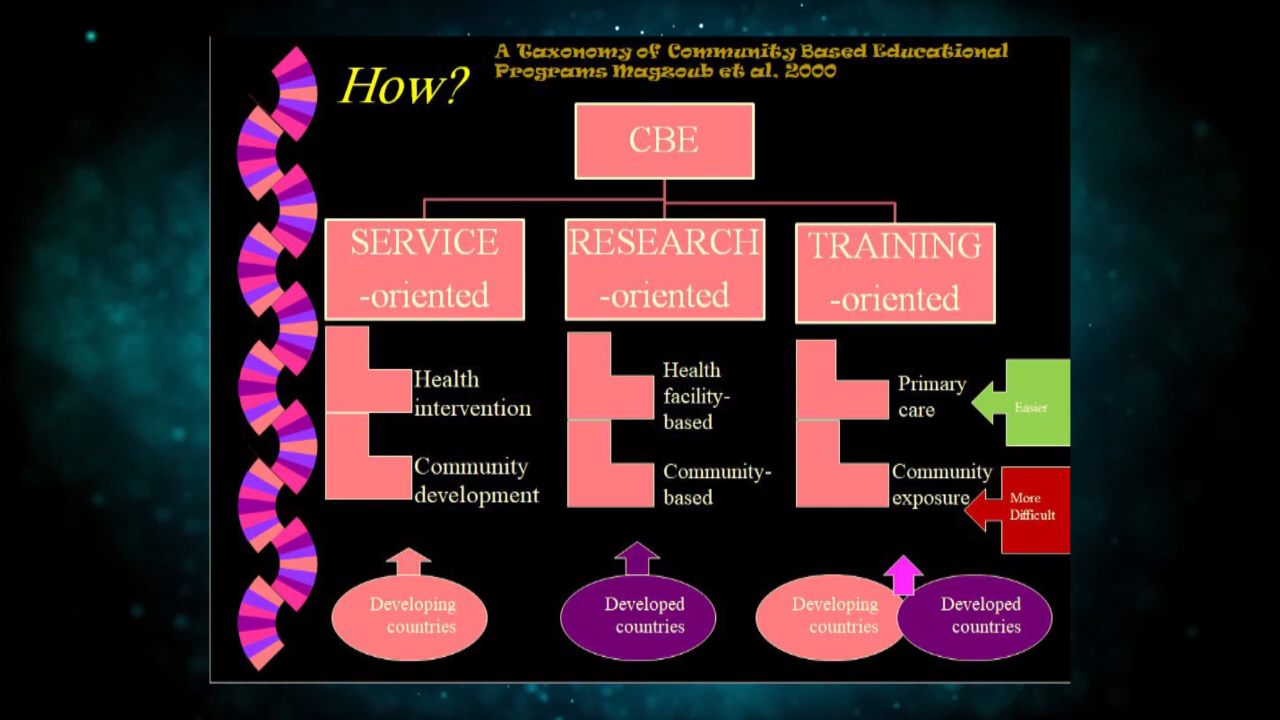 How?
A Taxonomy of Community Based Educational
Programs Magzoub et al, 2000
CBE
SERVICE
-oriented
RESEARCH
-oriented
TRAINING
-oriented
Health
intervention
Community
development
Health
facility-
based
Community-
based
Primary
care
Community
exposure
Easier
More
Difficult
Developing
countries
Developed
countries
Developing
countries
Developed
countries